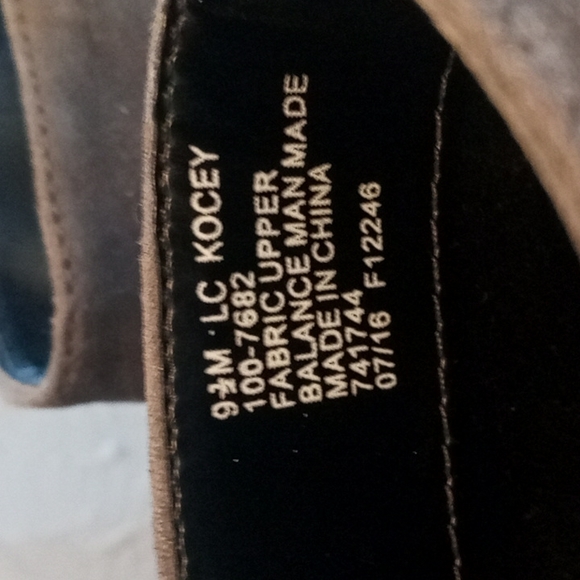 9½M LC KOCEY
100-7682
FABRIC UPPER
BALANCE MAN MADE
MADE IN CHINA
741744
07/16 F12246